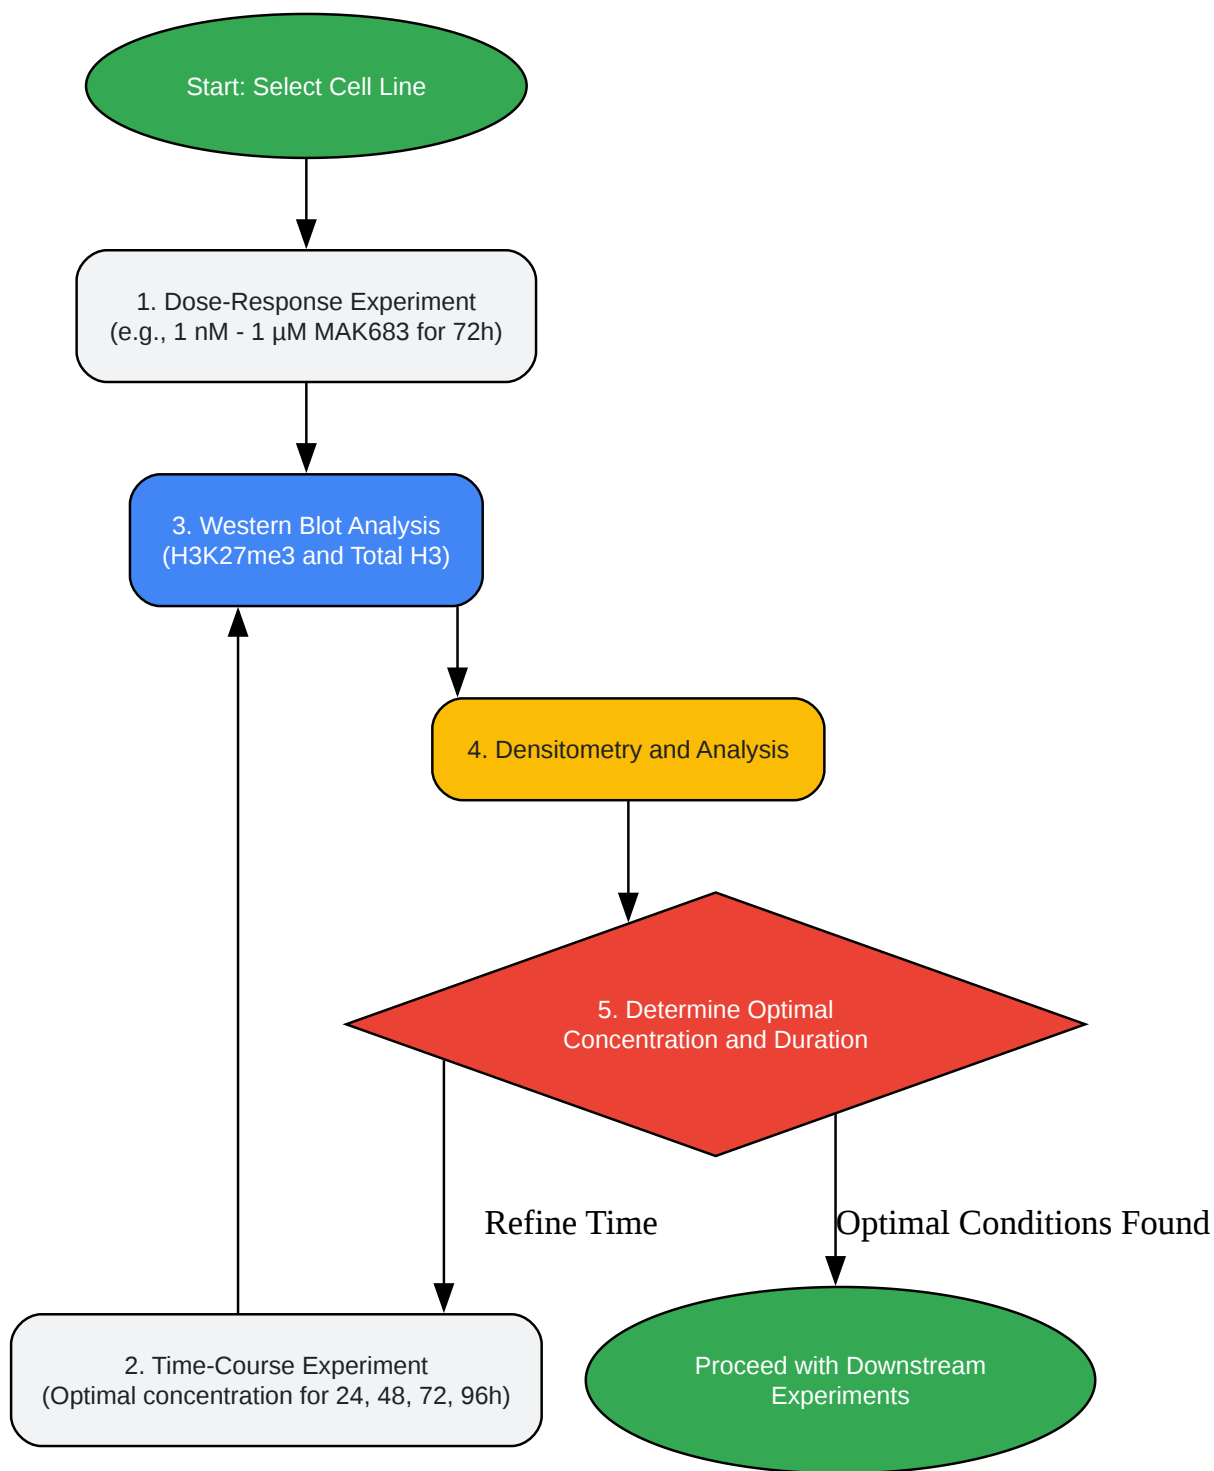 Start: Select Cell Line
1. Dose-Response Experiment
(e.g., 1 nM - 1 µM MAK683 for 72h)
3. Western Blot Analysis
(H3K27me3 and Total H3)
4. Densitometry and Analysis
5. Determine Optimal
Concentration and Duration
Refine Time
Optimal Conditions Found
2. Time-Course Experiment
(Optimal concentration for 24, 48, 72, 96h)
Proceed with Downstream
Experiments